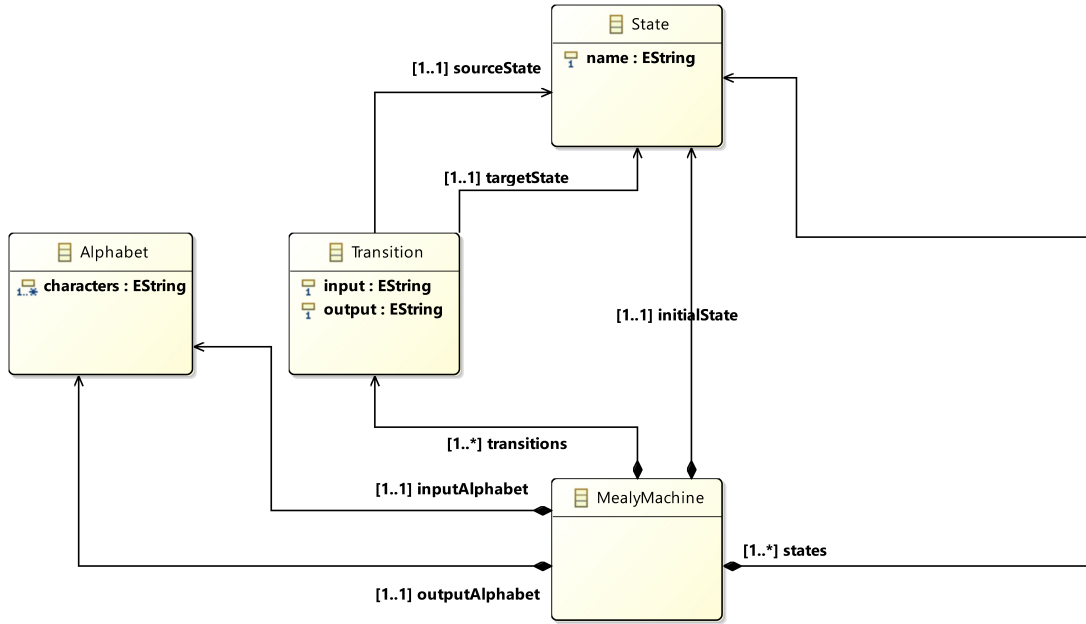 State
name : EString
[1..1] sourceState
[1..1] targetState
Alphabet
characters : EString
Transition
input : EString
output : EString
[1..1] initialState
[1..*] transitions
[1..1] inputAlphabet
MealyMachine
[1..*] states
[1..1] outputAlphabet